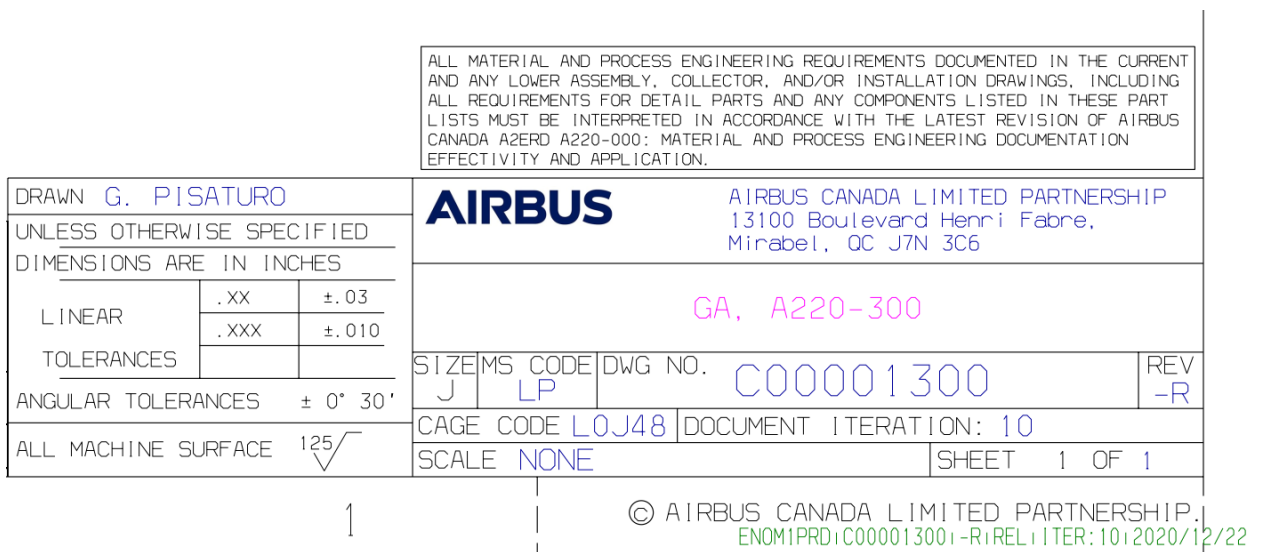 ALL MATERIAL AND PROCESS ENGINEERING REQUIREMENTS DOCUMENTED IN THE CURRENT
AND ANY LOWER ASSEMBLY, COLLECTOR, AND/OR INSTALLATION DRAWINGS, INCLUDING
ALL REQUIREMENTS FOR DETAIL PARTS AND ANY COMPONENTS LISTED IN THESE PART
LISTS MUST BE INTERPRETED IN ACCORDANCE WITH THE LATEST REVISION OF AIRBUS
CANADA A2ERD A220-000: MATERIAL AND PROCESS ENGINEERING DOCUMENTATION
EFFECTIVITY AND APPLICATION.
DRAWN G. PISATURO
UNLESS OTHERWISE SPECIFIED
DIMENSIONS ARE IN INCHES
LINEAR
TOLERANCES
.XX ±.03
.XXX ±.010
ANGULAR TOLERANCES ± 0° 30'
ALL MACHINE SURFACE 125
AIRBUS
AIRBUS CANADA LIMITED PARTNERSHIP
13100 Boulevard Henri Fabre,
Mirabel, QC J7N 3C6
GA, A220-300
SIZE
J
MS CODE
LP
DWG NO. C00001300
REV
-R
CAGE CODE L0J48
DOCUMENT ITERATION: 10
SCALE NONE
SHEET 1 OF 1
1
© AIRBUS CANADA LIMITED PARTNERSHIP.
ENOM1PRD|C00001300|-R|REL|ITER:10|2020/12/22